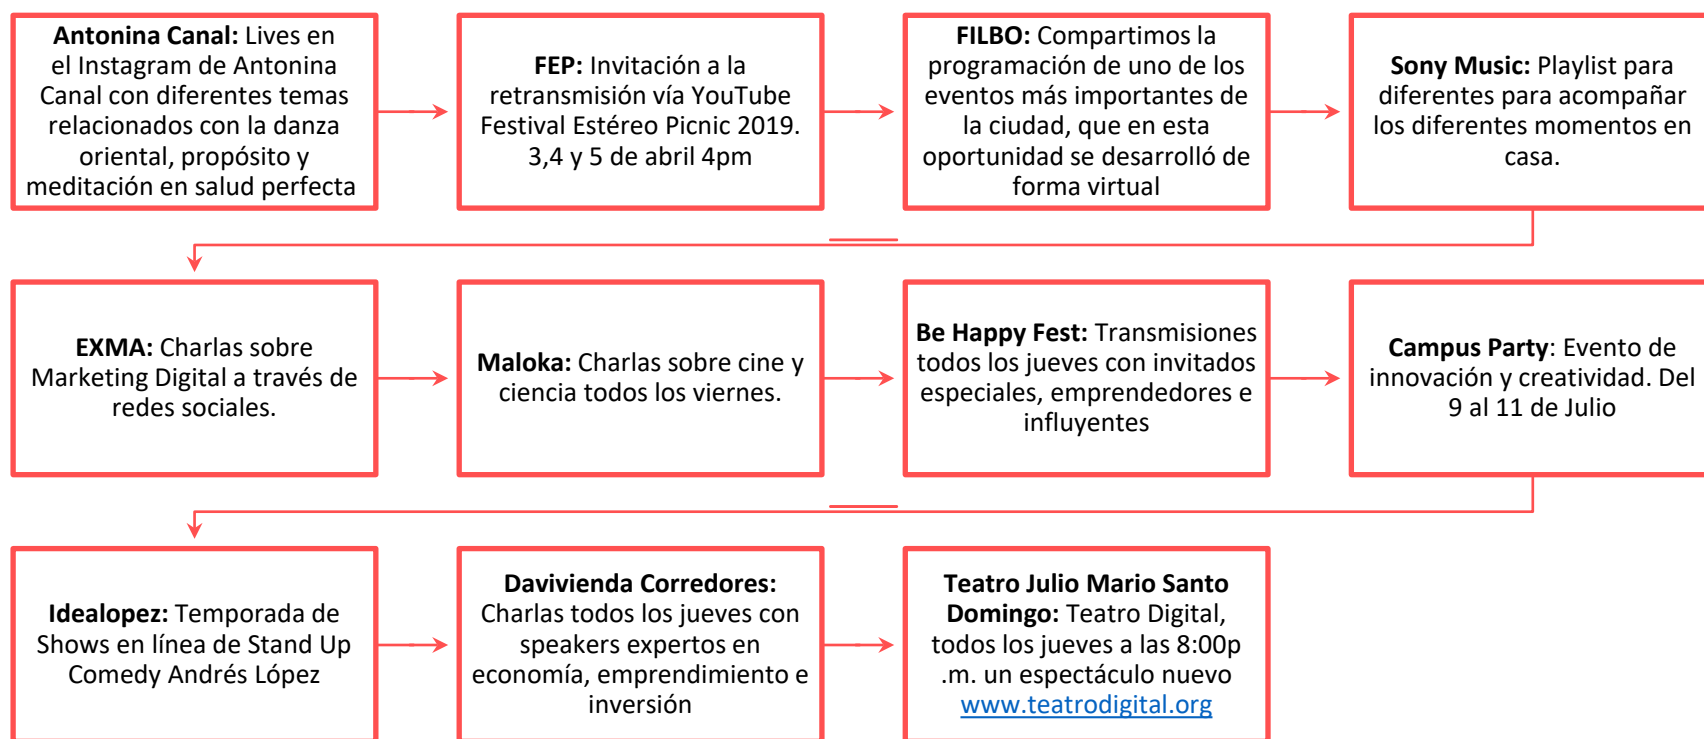 Antonina Canal: Lives en
el Instagram de Antonina
Canal con diferentes temas
relacionados con la danza
oriental, propósito y
meditación en salud perfecta
FEP: Invitación a la
retransmisión vía YouTube
Festival Estéreo Picnic 2019.
3,4 y 5 de abril 4pm
FILBO: Compartimos la
programación de uno de los
eventos más importantes de
la ciudad, que en esta
oportunidad se desarrolló de
forma virtual
Sony Music: Playlist para
diferentes para acompañar
los diferentes momentos en
casa.
EXMA: Charlas sobre
Marketing Digital a través de
redes sociales.
Maloka: Charlas sobre cine y
ciencia todos los viernes.
Be Happy Fest: Transmisiones
todos los jueves con invitados
especiales, emprendedores e
influyentes
Campus Party: Evento de
innovación y creatividad. Del
9 al 11 de Julio
Idealopez: Temporada de
Shows en línea de Stand Up
Comedy Andrés López
Davivienda Corredores:
Charlas todos los jueves con
speakers expertos en
economía, emprendimiento e
inversión
Teatro Julio Mario Santo
Domingo: Teatro Digital,
todos los jueves a las 8:00p
.m. un espectáculo nuevo
www.teatrodigital.org